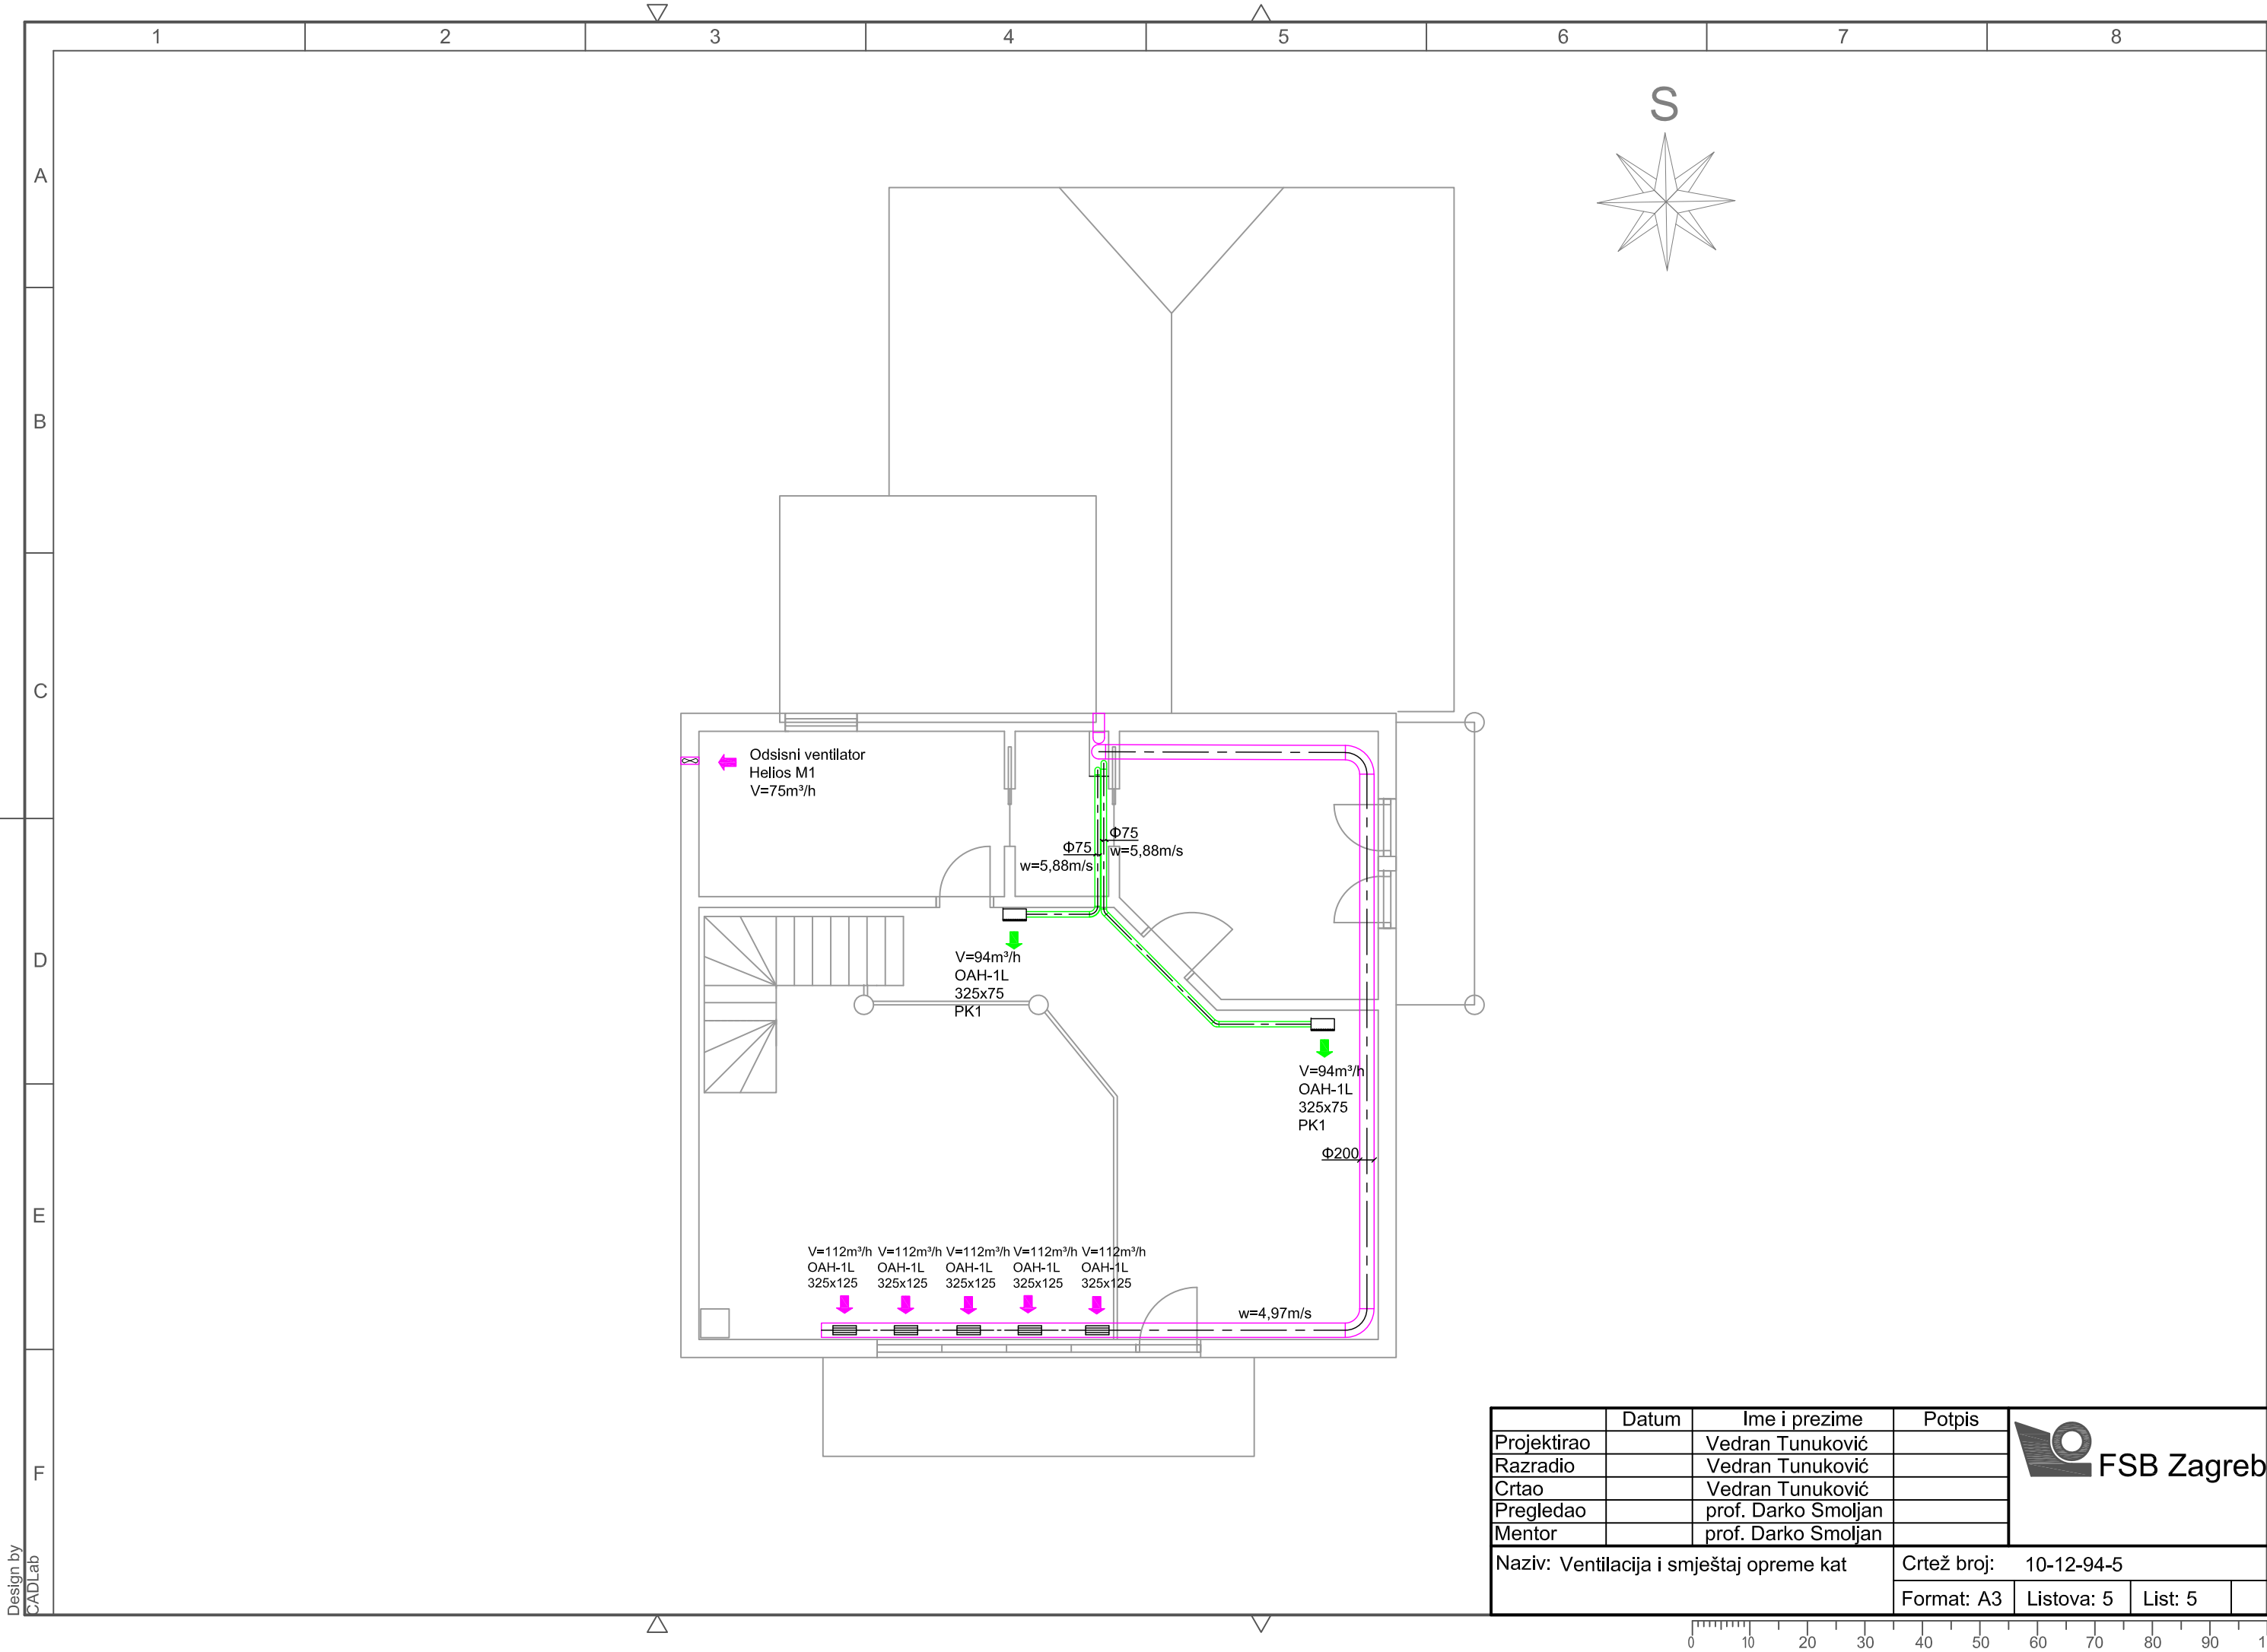 1 2 3 4 5 6 7 8
S
A
B
C
D
E
F
Odsisni ventilator
Helios M1
V=75m³/h
Φ75
w=5,88m/s
Φ75
w=5,88m/s
V=94m³/h
OAH-1L
325x75
PK1
V=94m³/h
OAH-1L
325x75
PK1
Φ200
V=112m³/h V=112m³/h V=112m³/h V=112m³/h V=112m³/h
OAH-1L OAH-1L OAH-1L OAH-1L OAH-1L
325x125 325x125 325x125 325x125 325x125
w=4,97m/s
Datum Ime i prezime Potpis
Projektirao Vedran Tunuković
Razradio Vedran Tunuković
Crtao Vedran Tunuković
Pregledao prof. Darko Smoljan
Mentor prof. Darko Smoljan
FSB Zagreb
Naziv: Ventilacija i smještaj opreme kat
Crtež broj: 10-12-94-5
Format: A3 Listova: 5 List: 5
Design by
CADLab
0 10 20 30 40 50 60 70 80 90